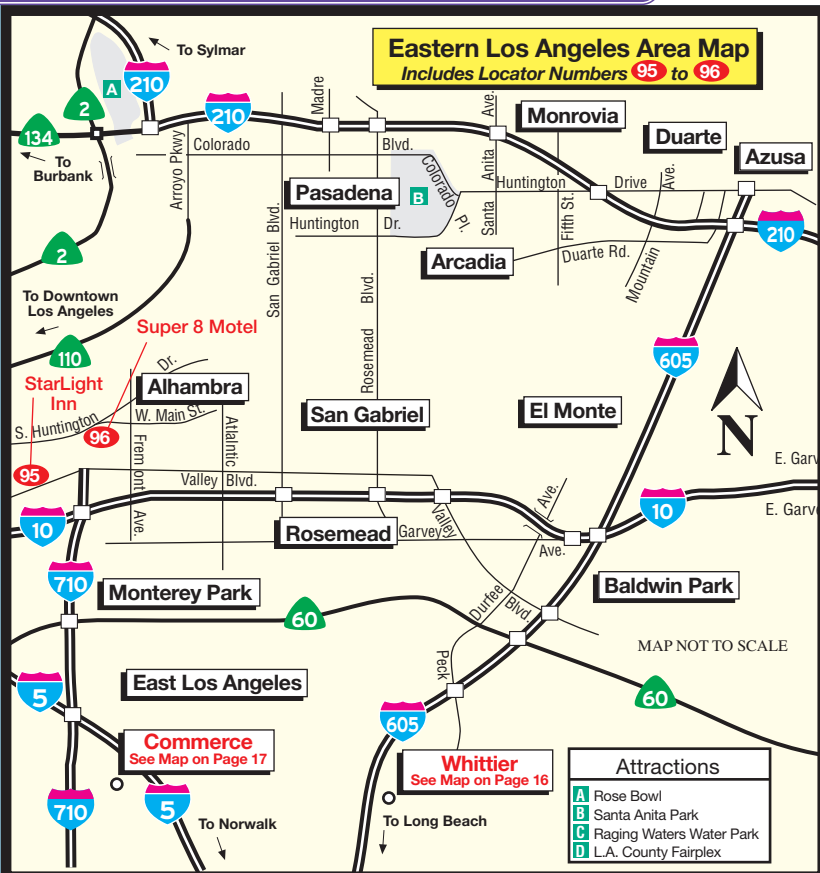 Eastern Los Angeles Area Map
Includes Locator Numbers 95 to 96
To Sylmar
A
210
2
210
134
To
Burbank
Arroyo Pkwy
Colorado
Blvd.
Madre
Ave.
Monrovia
Duarte
Azusa
Pasadena
B
Colorado Pl.
Santa Anita
Huntington
Drive
Ave.
Fifth St.
Huntington
Dr.
Arcadia
Duarte Rd.
Mountain
210
2
San Gabriel Blvd.
Rosemead Blvd.
To Downtown
Los Angeles
110
Super 8 Motel
605
StarLight
Inn
Dr.
Alhambra
S. Huntington
W. Main St.
96
95
Fremont
Ave.
Atlalntic
San Gabriel
El Monte
N
E. Garv
Valley
Blvd.
10
Rosemead
Garvey
Valley
Ave.
Ave.
10
E. Garv
710
Monterey Park
60
Durfee
Blvd.
Baldwin Park
MAP NOT TO SCALE
Peck
East Los Angeles
5
60
605
Commerce
See Map on Page 17
Whittier
See Map on Page 16
710
5
To Norwalk
To Long Beach
Attractions
A Rose Bowl
B Santa Anita Park
C Raging Waters Water Park
D L.A. County Fairplex